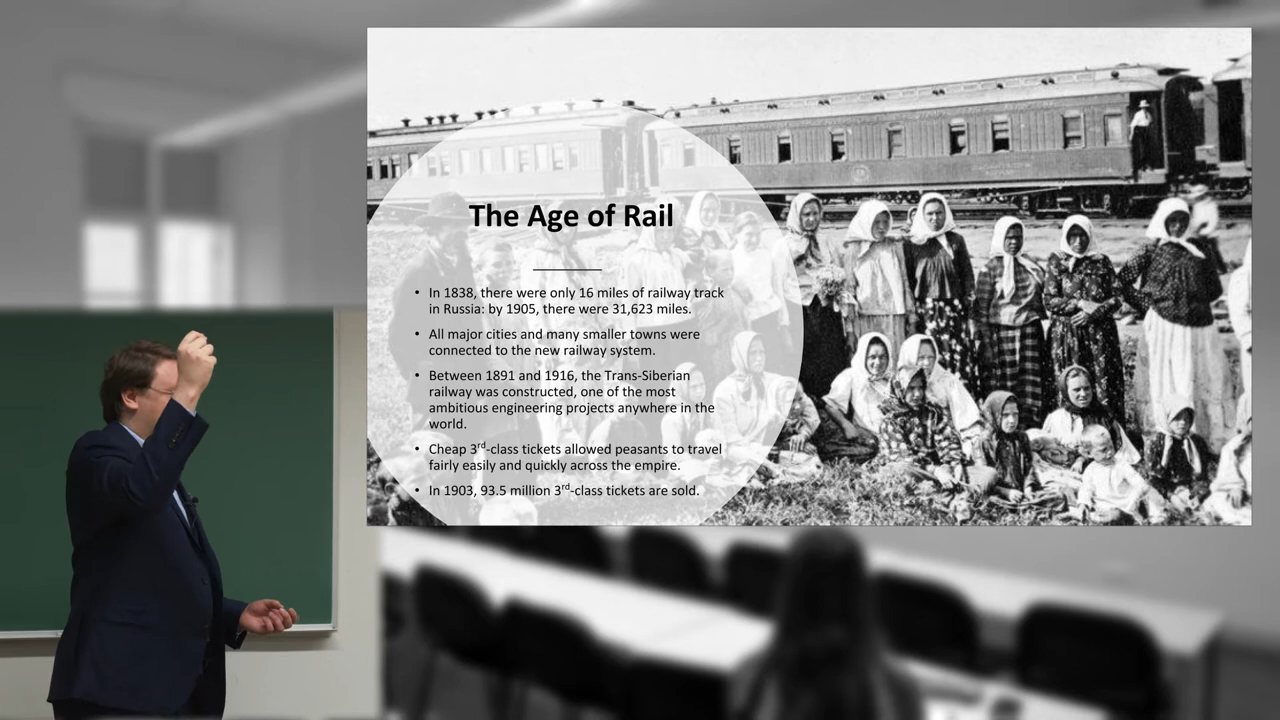 The Age of Rail
• In 1838, there were only 16 miles of railway track
in Russia: by 1905, there were 31,623 miles.
• All major cities and many smaller towns were
connected to the new railway system.
• Between 1891 and 1916, the Trans-Siberian
railway was constructed, one of the most
ambitious engineering projects anywhere in the
world.
• Cheap 3rd-class tickets allowed peasants to travel
fairly easily and quickly across the empire.
• In 1903, 93.5 million 3rd-class tickets are sold.